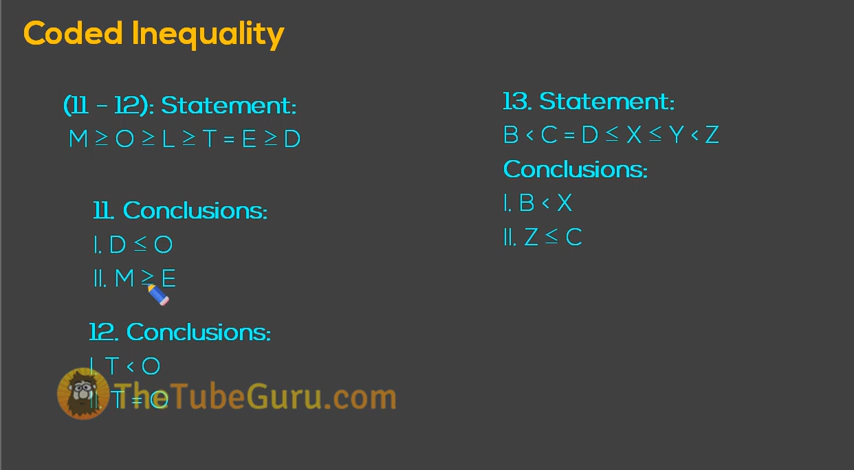 Coded Inequality
(11 - 12): Statement:
M ≥ O ≥ L ≥ T = E ≥ D
11. Conclusions:
I. D ≤ O
II. M ≥ E
12. Conclusions:
I. T < O
II. T = O
TheTubeGuru.com
13. Statement:
B < C = D ≤ X ≤ Y < Z
Conclusions:
I. B < X
II. Z ≤ C